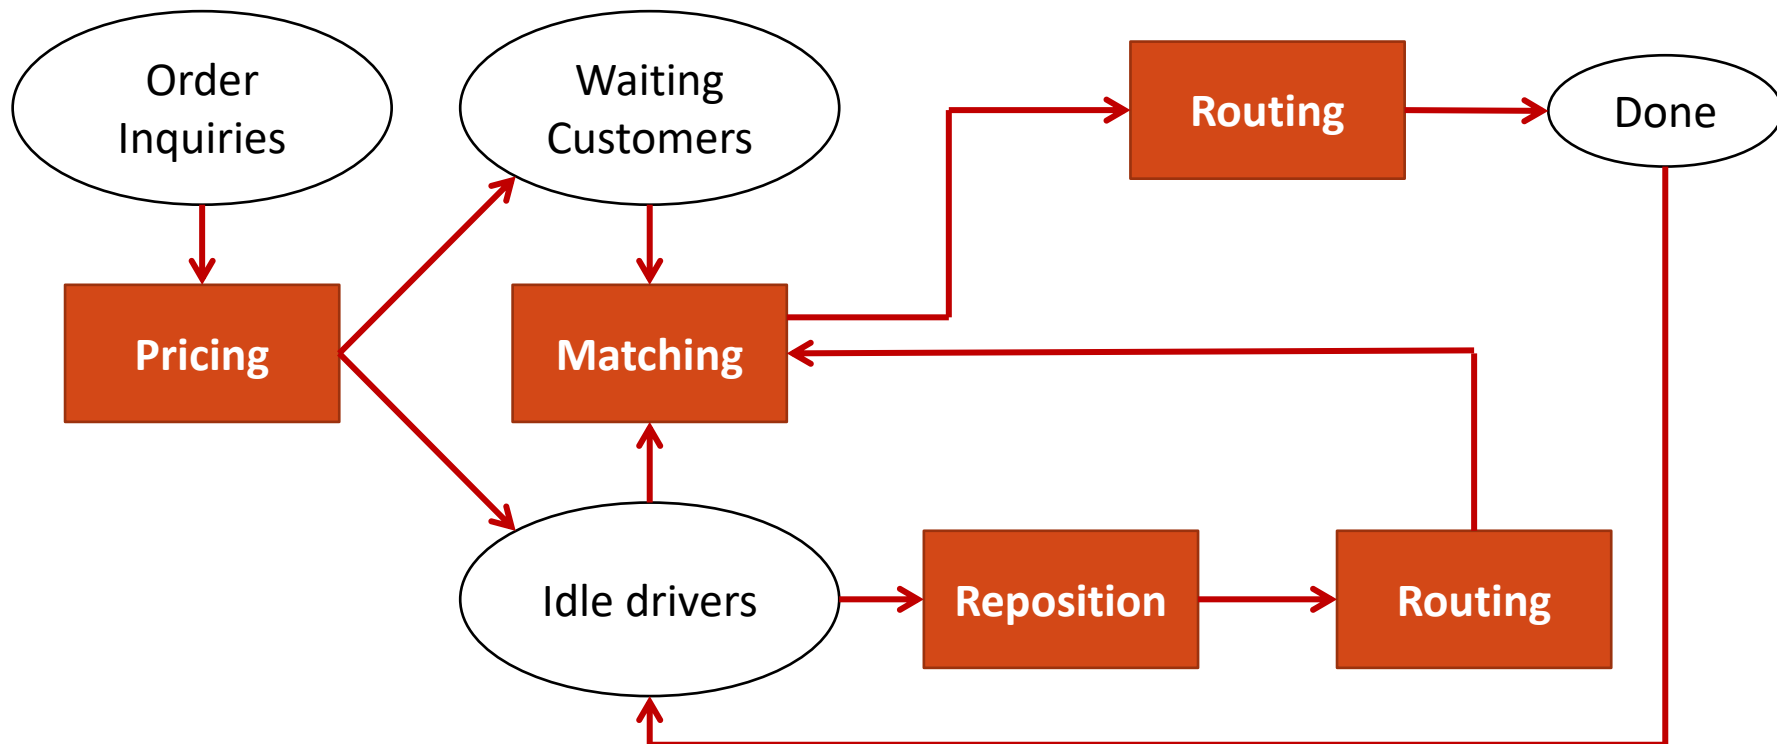 Order
Inquiries
Waiting
Customers
Routing
Done
Pricing
Matching
Idle drivers
Reposition
Routing